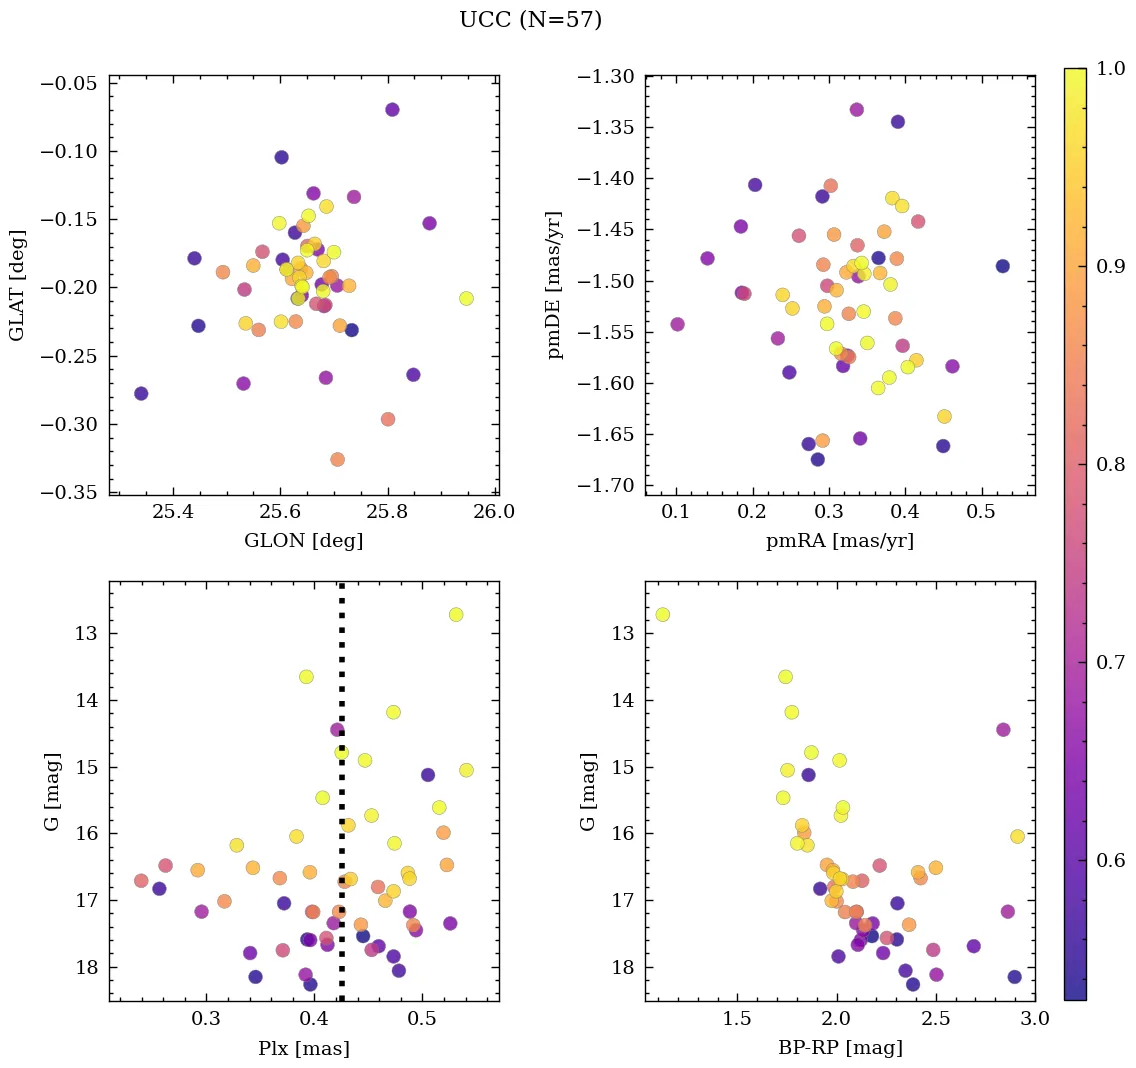 UCC (N=57)
−0.05
−0.10
−0.15
−0.20
−0.25
−0.30
−0.35
GLAT [deg]
25.4 25.6 25.8 26.0
GLON [deg]
−1.30
−1.35
−1.40
−1.45
−1.50
−1.55
−1.60
−1.65
−1.70
pmDE [mas/yr]
0.1 0.2 0.3 0.4 0.5
pmRA [mas/yr]
13
14
15
16
17
18
G [mag]
0.3 0.4 0.5
Plx [mas]
13
14
15
16
17
18
G [mag]
1.5 2.0 2.5 3.0
BP-RP [mag]
1.0
0.9
0.8
0.7
0.6